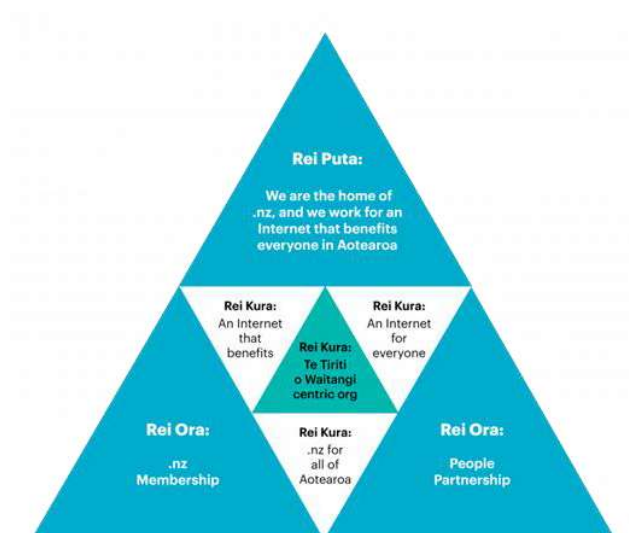 Rei Puta:
We are the home of
.nz, and we work for an
Internet that benefits
everyone in Aotearoa
Rei Kura:
An Internet
that
benefits
Rei Kura:
An Internet
for
everyone
Rei Kura:
Te Tiriti
o Waitangi
centric org
Rei Ora:
.nz
Membership
Rei Kura:
.nz for
all of
Aotearoa
Rei Ora:
People
Partnership